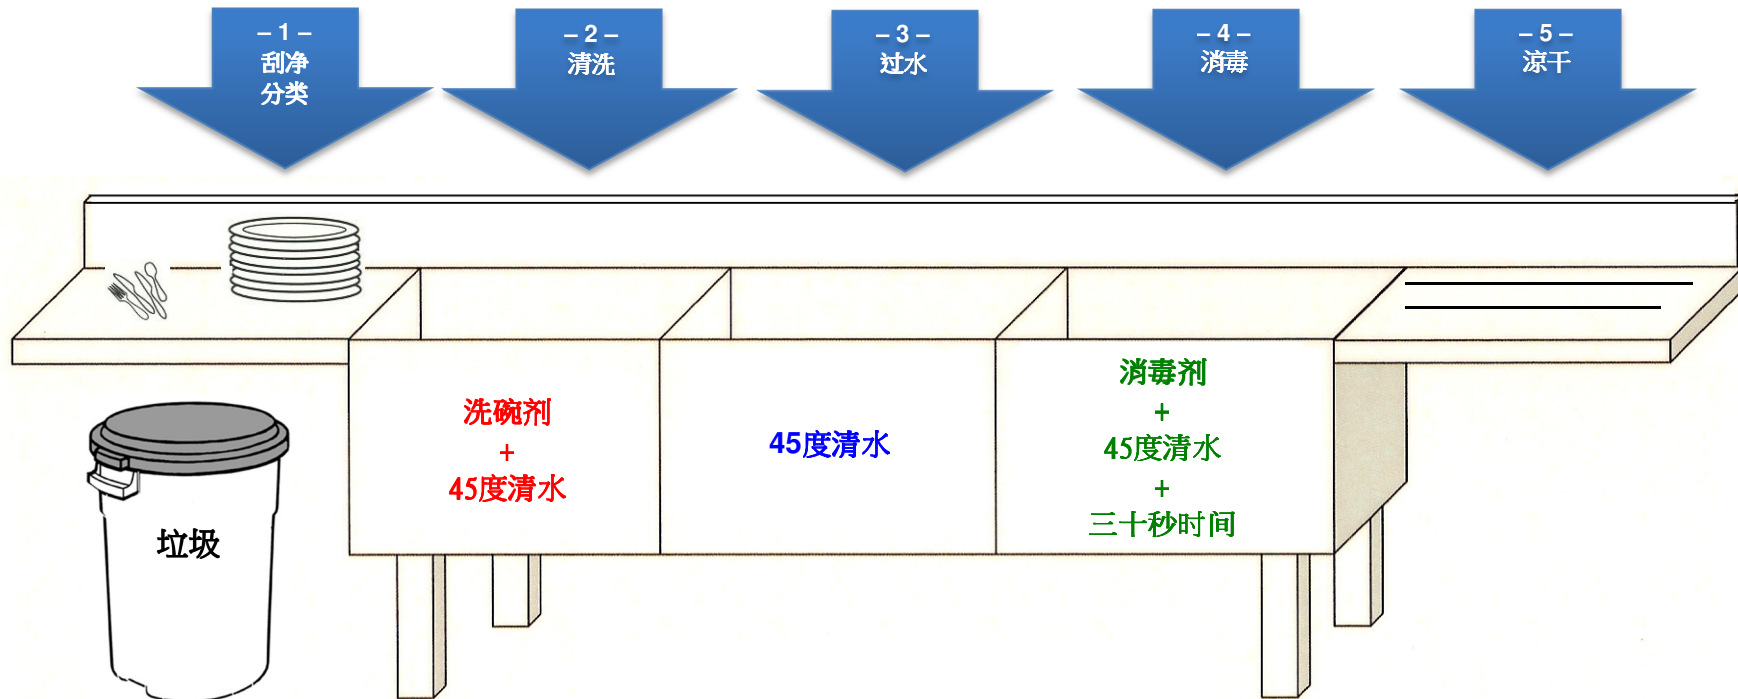 – 1 –
刮净
分类
– 2 –
清洗
– 3 –
过水
– 4 –
消毒
– 5 –
凉干
洗碗剂
+
45度清水
45度清水
消毒剂
+
45度清水
+
三十秒时间
垃圾